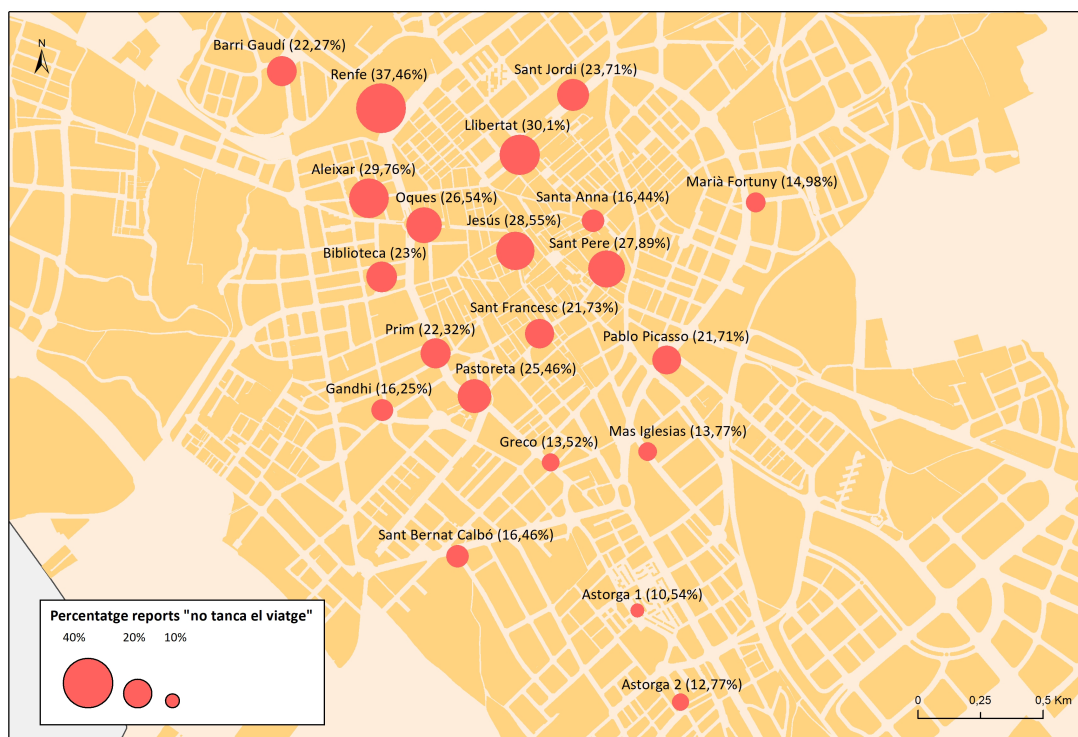 N
Barri Gaudí (22,27%)
Renfe (37,46%)
Sant Jordi (23,71%)
Llibertat (30,1%)
Aleixar (29,76%)
Marià Fortuny (14,98%)
Oques (26,54%)
Santa Anna (16,44%)
Jesús (28,55%)
Sant Pere (27,89%)
Biblioteca (23%)
Sant Francesc (21,73%)
Prim (22,32%)
Pablo Picasso (21,71%)
Pastoreta (25,46%)
Gandhi (16,25%)
Mas Iglesias (13,77%)
Greco (13,52%)
Sant Bernat Calbó (16,46%)
Astorga 1 (10,54%)
Astorga 2 (12,77%)
Percentatge reports "no tanca el viatge"
40% 20% 10%
0 0,25 0,5 Km